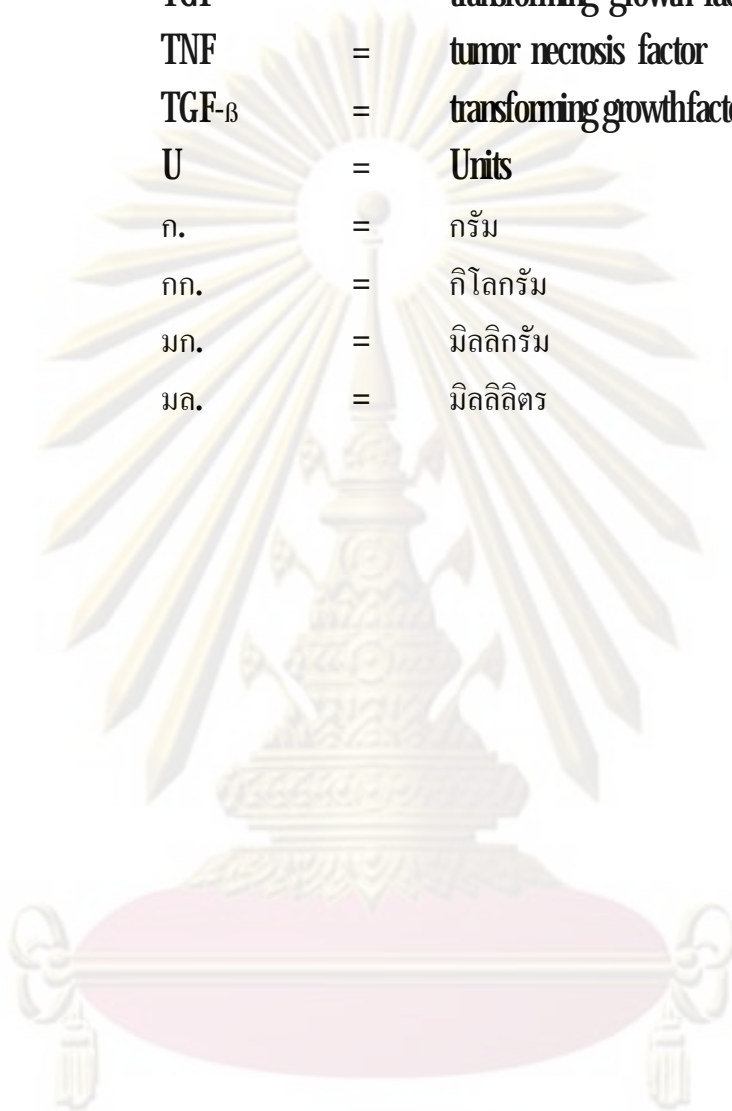 TNF = tumor necrosis factor
TGF-ß = transforming growth
U = Units
ก. = กรัม
กก. = กิโลกรัม
มก. = มิลลิกรัม
มล. = มิลลิลิตร